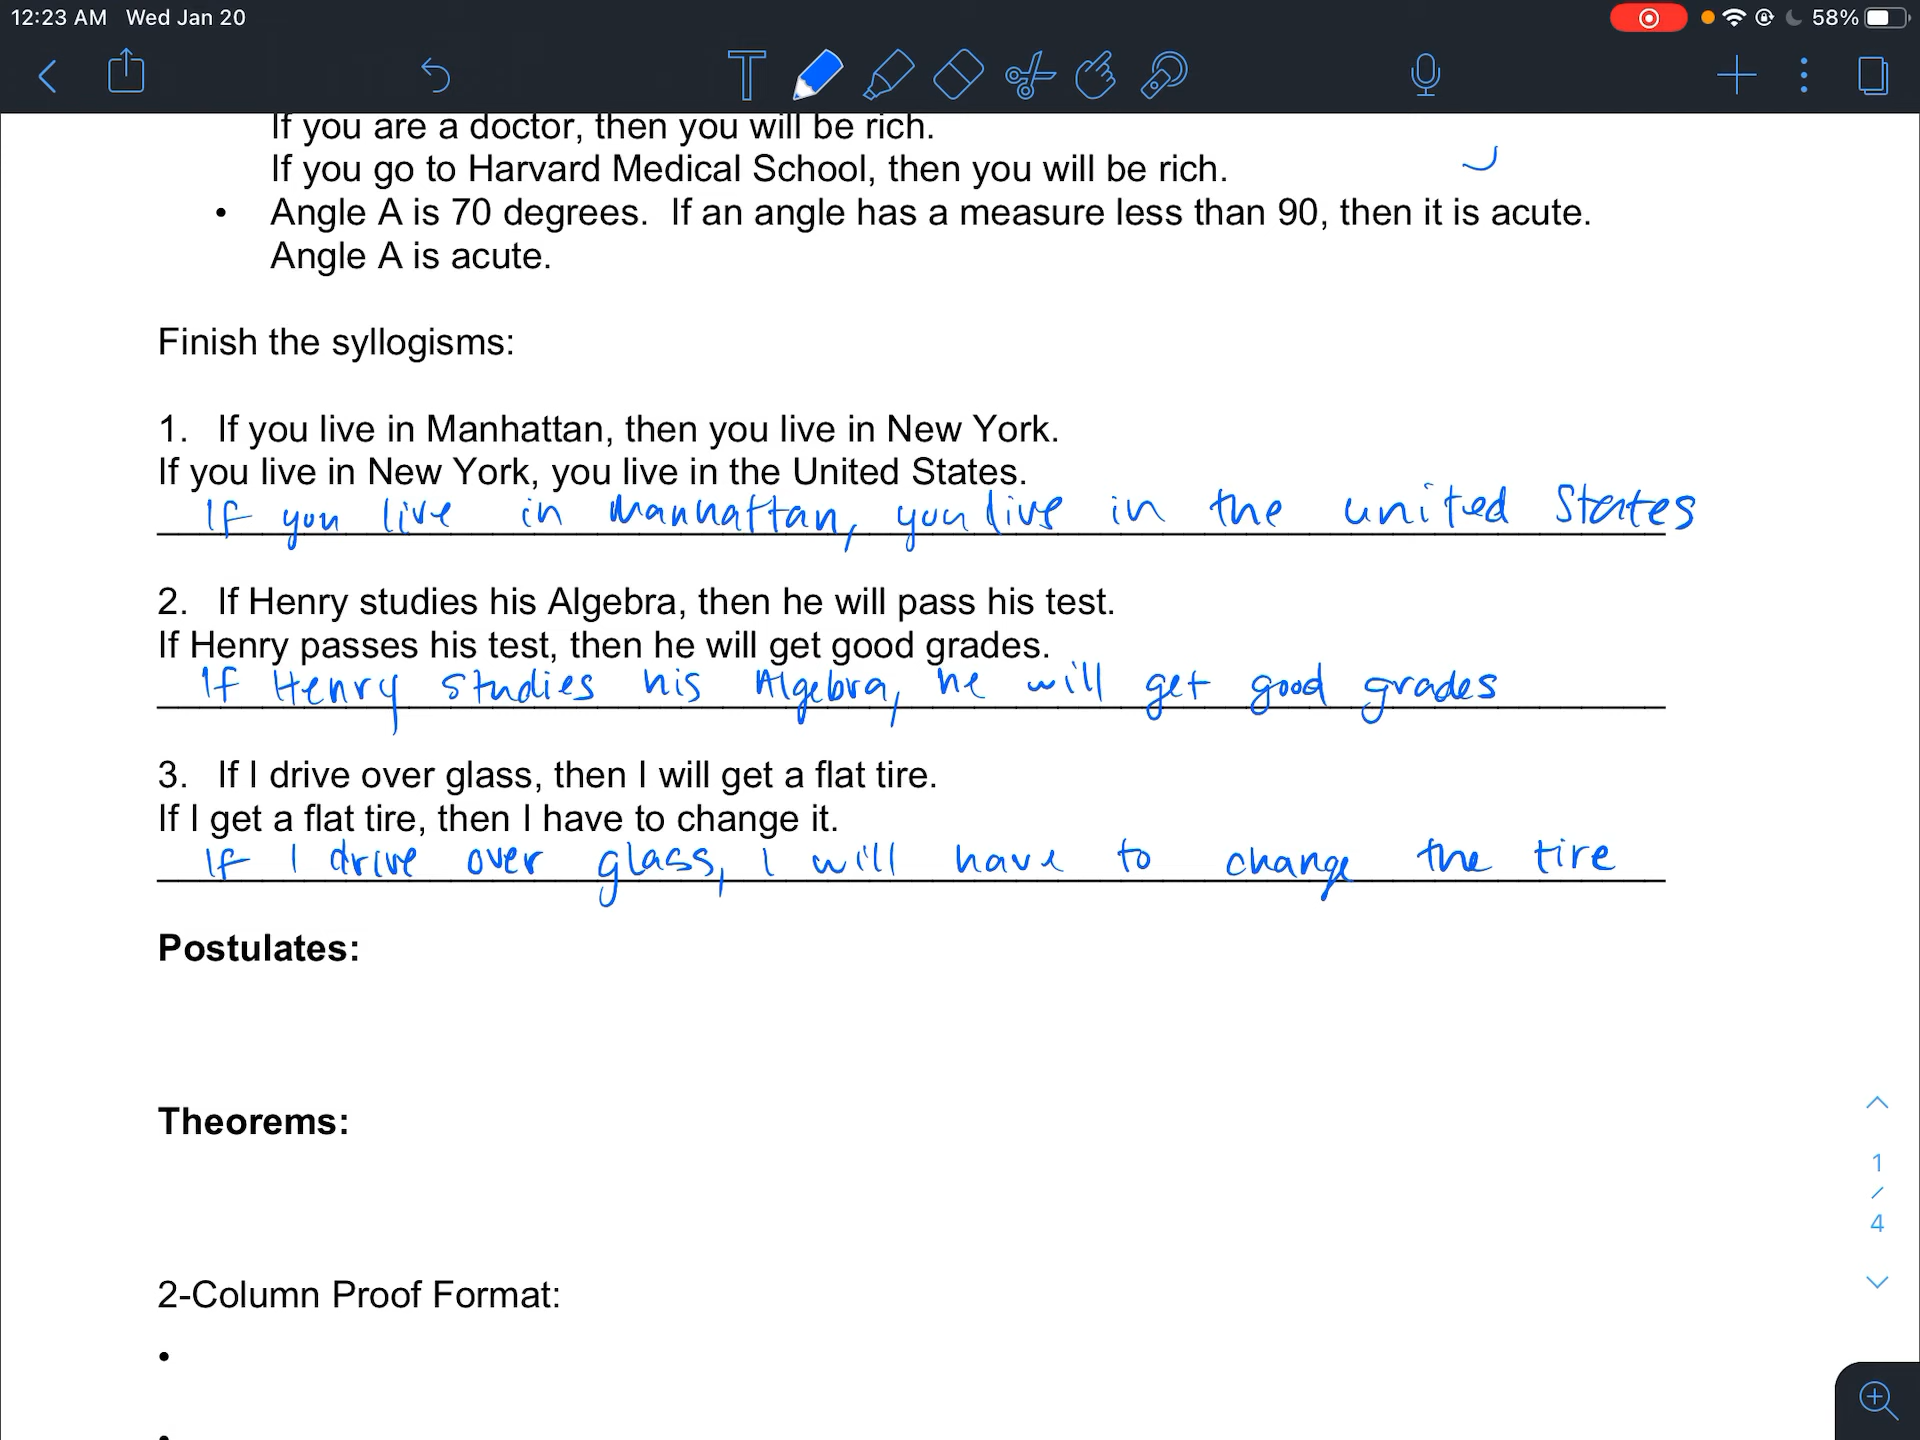 12:23 AM Wed Jan 20 58%
T
If you are a doctor, then you will be rich.
If you go to Harvard Medical School, then you will be rich.
• Angle A is 70 degrees. If an angle has a measure less than 90, then it is acute.
Angle A is acute.
Finish the syllogisms:
1. If you live in Manhattan, then you live in New York.
If you live in New York, you live in the United States.
If you live in Manhattan, you live in the united States
2. If Henry studies his Algebra, then he will pass his test.
If Henry passes his test, then he will get good grades.
If Henry studies his Algebra, he will get good grades
3. If I drive over glass, then I will get a flat tire.
If I get a flat tire, then I have to change it.
If I drive over glass, I will have to change the tire
Postulates:
Theorems:
1
/
4
2-Column Proof Format:
•
•